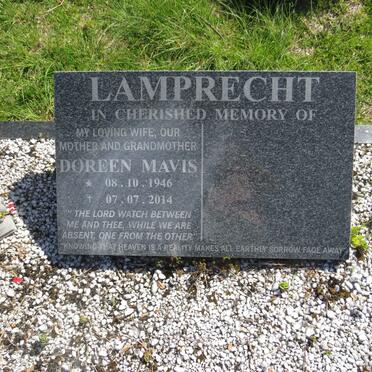 LAMPRECHT
IN CHERISHED MEMORY OF
MY LOVING WIFE, OUR
MOTHER AND GRANDMOTHER
DOREEN MAVIS
* 08.10.1946
† 07.07.2014
"THE LORD WATCH BETWEEN
ME AND THEE, WHILE WE ARE
ABSENT, ONE FROM THE OTHER"
"KNOWING THAT HEAVEN IS A REALITY MAKES ALL EARTHLY SORROW FADE AWAY"